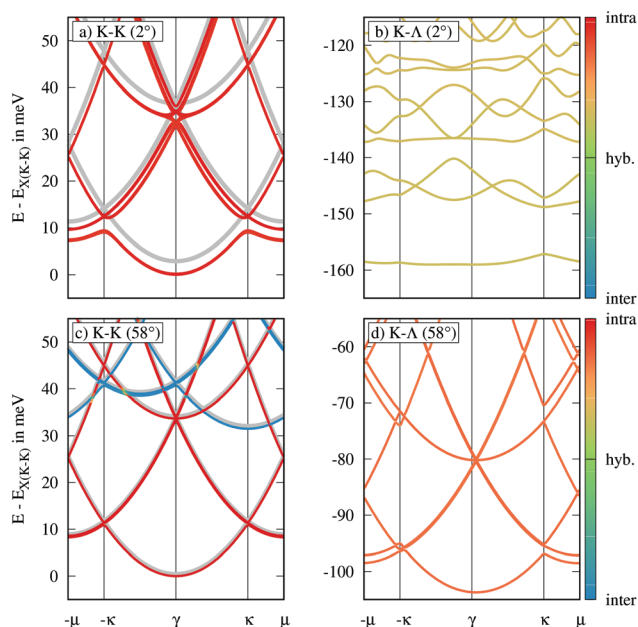 a) K-K (2°)
b) K-Λ (2°)
E - E_X(K-K) in meV
50
40
30
20
10
0
-120
-130
-140
-150
-160
intra
hyb.
inter
c) K-K (58°)
d) K-Λ (58°)
E - E_X(K-K) in meV
50
40
30
20
10
0
-60
-70
-80
-90
-100
intra
hyb.
inter
-μ -κ γ κ μ
-μ -κ γ κ μ